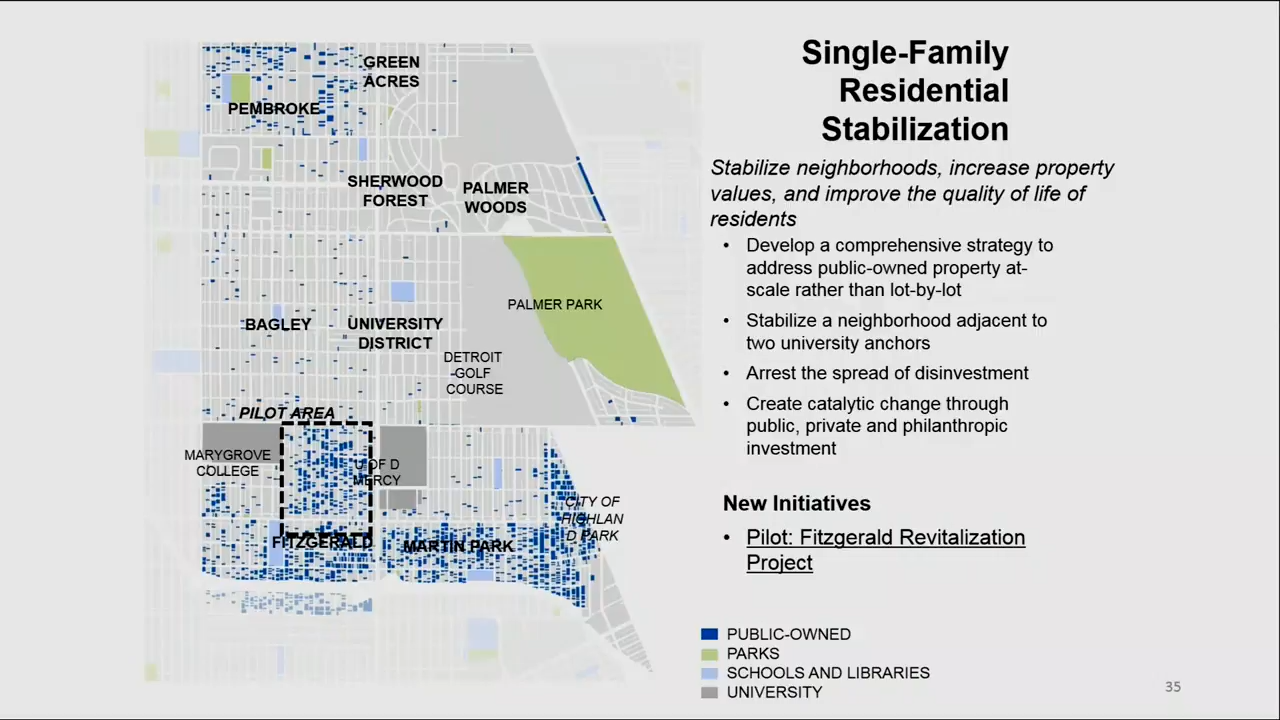 Single-Family
Residential
Stabilization
Stabilize neighborhoods, increase property
values, and improve the quality of life of
residents
• Develop a comprehensive strategy to
address public-owned property at-
scale rather than lot-by-lot
• Stabilize a neighborhood adjacent to
two university anchors
• Arrest the spread of disinvestment
• Create catalytic change through
public, private and philanthropic
investment
New Initiatives
• Pilot: Fitzgerald Revitalization
Project
GREEN
ACRES
PEMBROKE
SHERWOOD
FOREST
PALMER
WOODS
PALMER PARK
BAGLEY
UNIVERSITY
DISTRICT
DETROIT
GOLF
COURSE
PILOT AREA
MARYGROVE
COLLEGE
U OF D
MERCY
CITY OF
HIGHLAN
D PARK
FITZGERALD
MARTIN PARK
PUBLIC-OWNED
PARKS
SCHOOLS AND LIBRARIES
UNIVERSITY
35